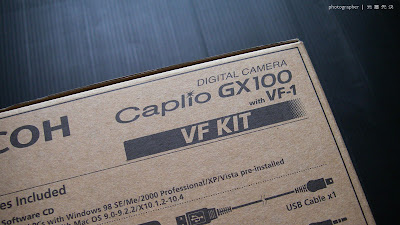 photographer |
DIGITAL CAMERA
COH Caplio GX100
with VF-1
VF KIT
es Included
Software CD
PCs with Windows 98 SE/Me/2000 Professional/XP/Vista pre-installed
Mac OS 9.0-9.2.2/X10.1.2-10.4
USB Cable x1